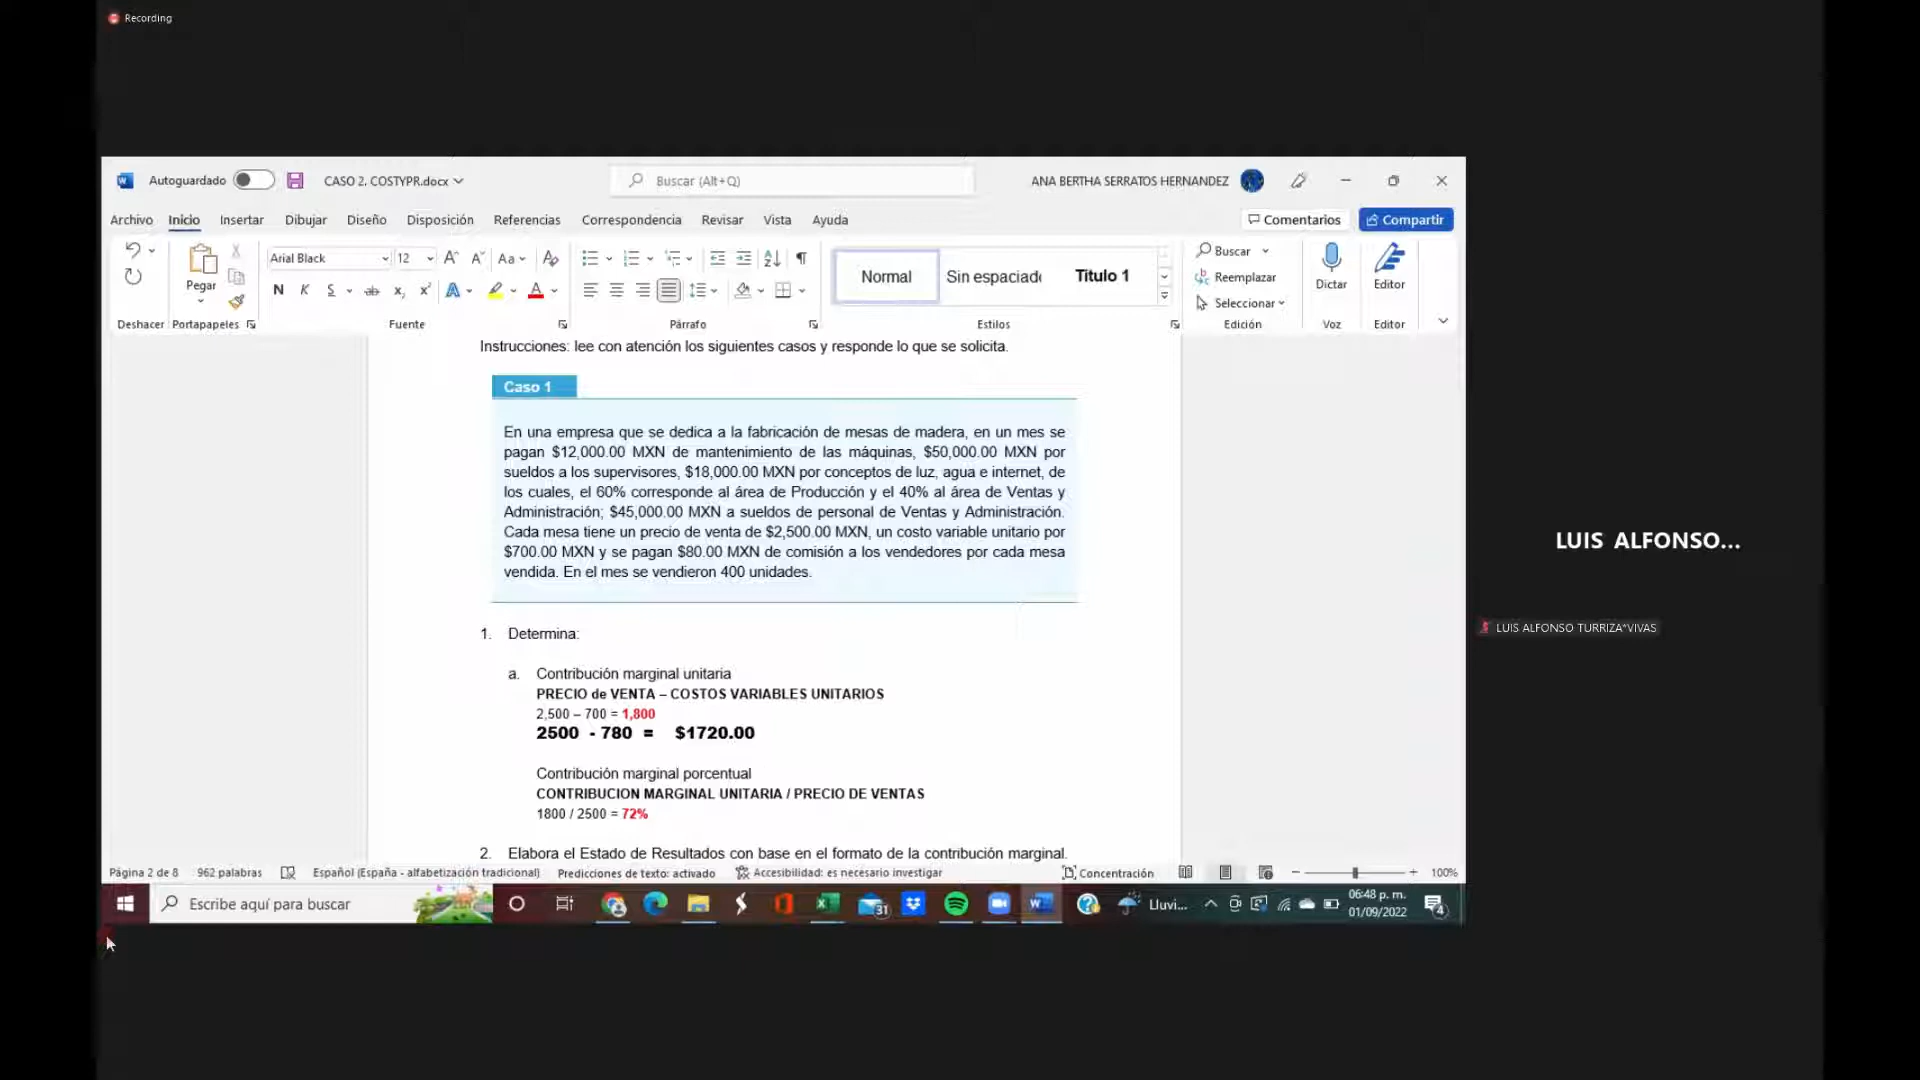 Recording
Autoguardado
CASO 2. COSTYPR.docx
Buscar (Alt+Q)
ANA BERTHA SERRATOS HERNANDEZ
Archivo Inicio Insertar Dibujar Diseño Disposición Referencias Correspondencia Revisar Vista Ayuda
Comentarios Compartir
Pegar
Arial Black 12
Aa
N K S ab x x²
Normal Sin espaciado Título 1
Buscar
Reemplazar
Seleccionar
Dictar
Editor
Deshacer Portapapeles Fuente Párrafo Estilos Edición Voz Editor
Instrucciones: lee con atención los siguientes casos y responde lo que se solicita.
Caso 1
En una empresa que se dedica a la fabricación de mesas de madera, en un mes se
pagan $12,000.00 MXN de mantenimiento de las máquinas, $50,000.00 MXN por
sueldos a los supervisores, $18,000.00 MXN por conceptos de luz, agua e internet, de
los cuales, el 60% corresponde al área de Producción y el 40% al área de Ventas y
Administración; $45,000.00 MXN a sueldos de personal de Ventas y Administración.
Cada mesa tiene un precio de venta de $2,500.00 MXN, un costo variable unitario por
$700.00 MXN y se pagan $80.00 MXN de comisión a los vendedores por cada mesa
vendida. En el mes se vendieron 400 unidades.
1. Determina:
a. Contribución marginal unitaria
PRECIO de VENTA – COSTOS VARIABLES UNITARIOS
2,500 – 700 = 1,800
2500 - 780 = $1720.00
Contribución marginal porcentual
CONTRIBUCION MARGINAL UNITARIA / PRECIO DE VENTAS
1800 / 2500 = 72%
2. Elabora el Estado de Resultados con base en el formato de la contribución marginal.
Página 2 de 8 962 palabras Español (España - alfabetización tradicional) Predicciones de texto: activado Accesibilidad: es necesario investigar Concentración 100%
Escribe aquí para buscar
31
Lluvi...
06:48 p. m.
01/09/2022
4
LUIS ALFONSO...
LUIS ALFONSO TURRIZA*VIVAS